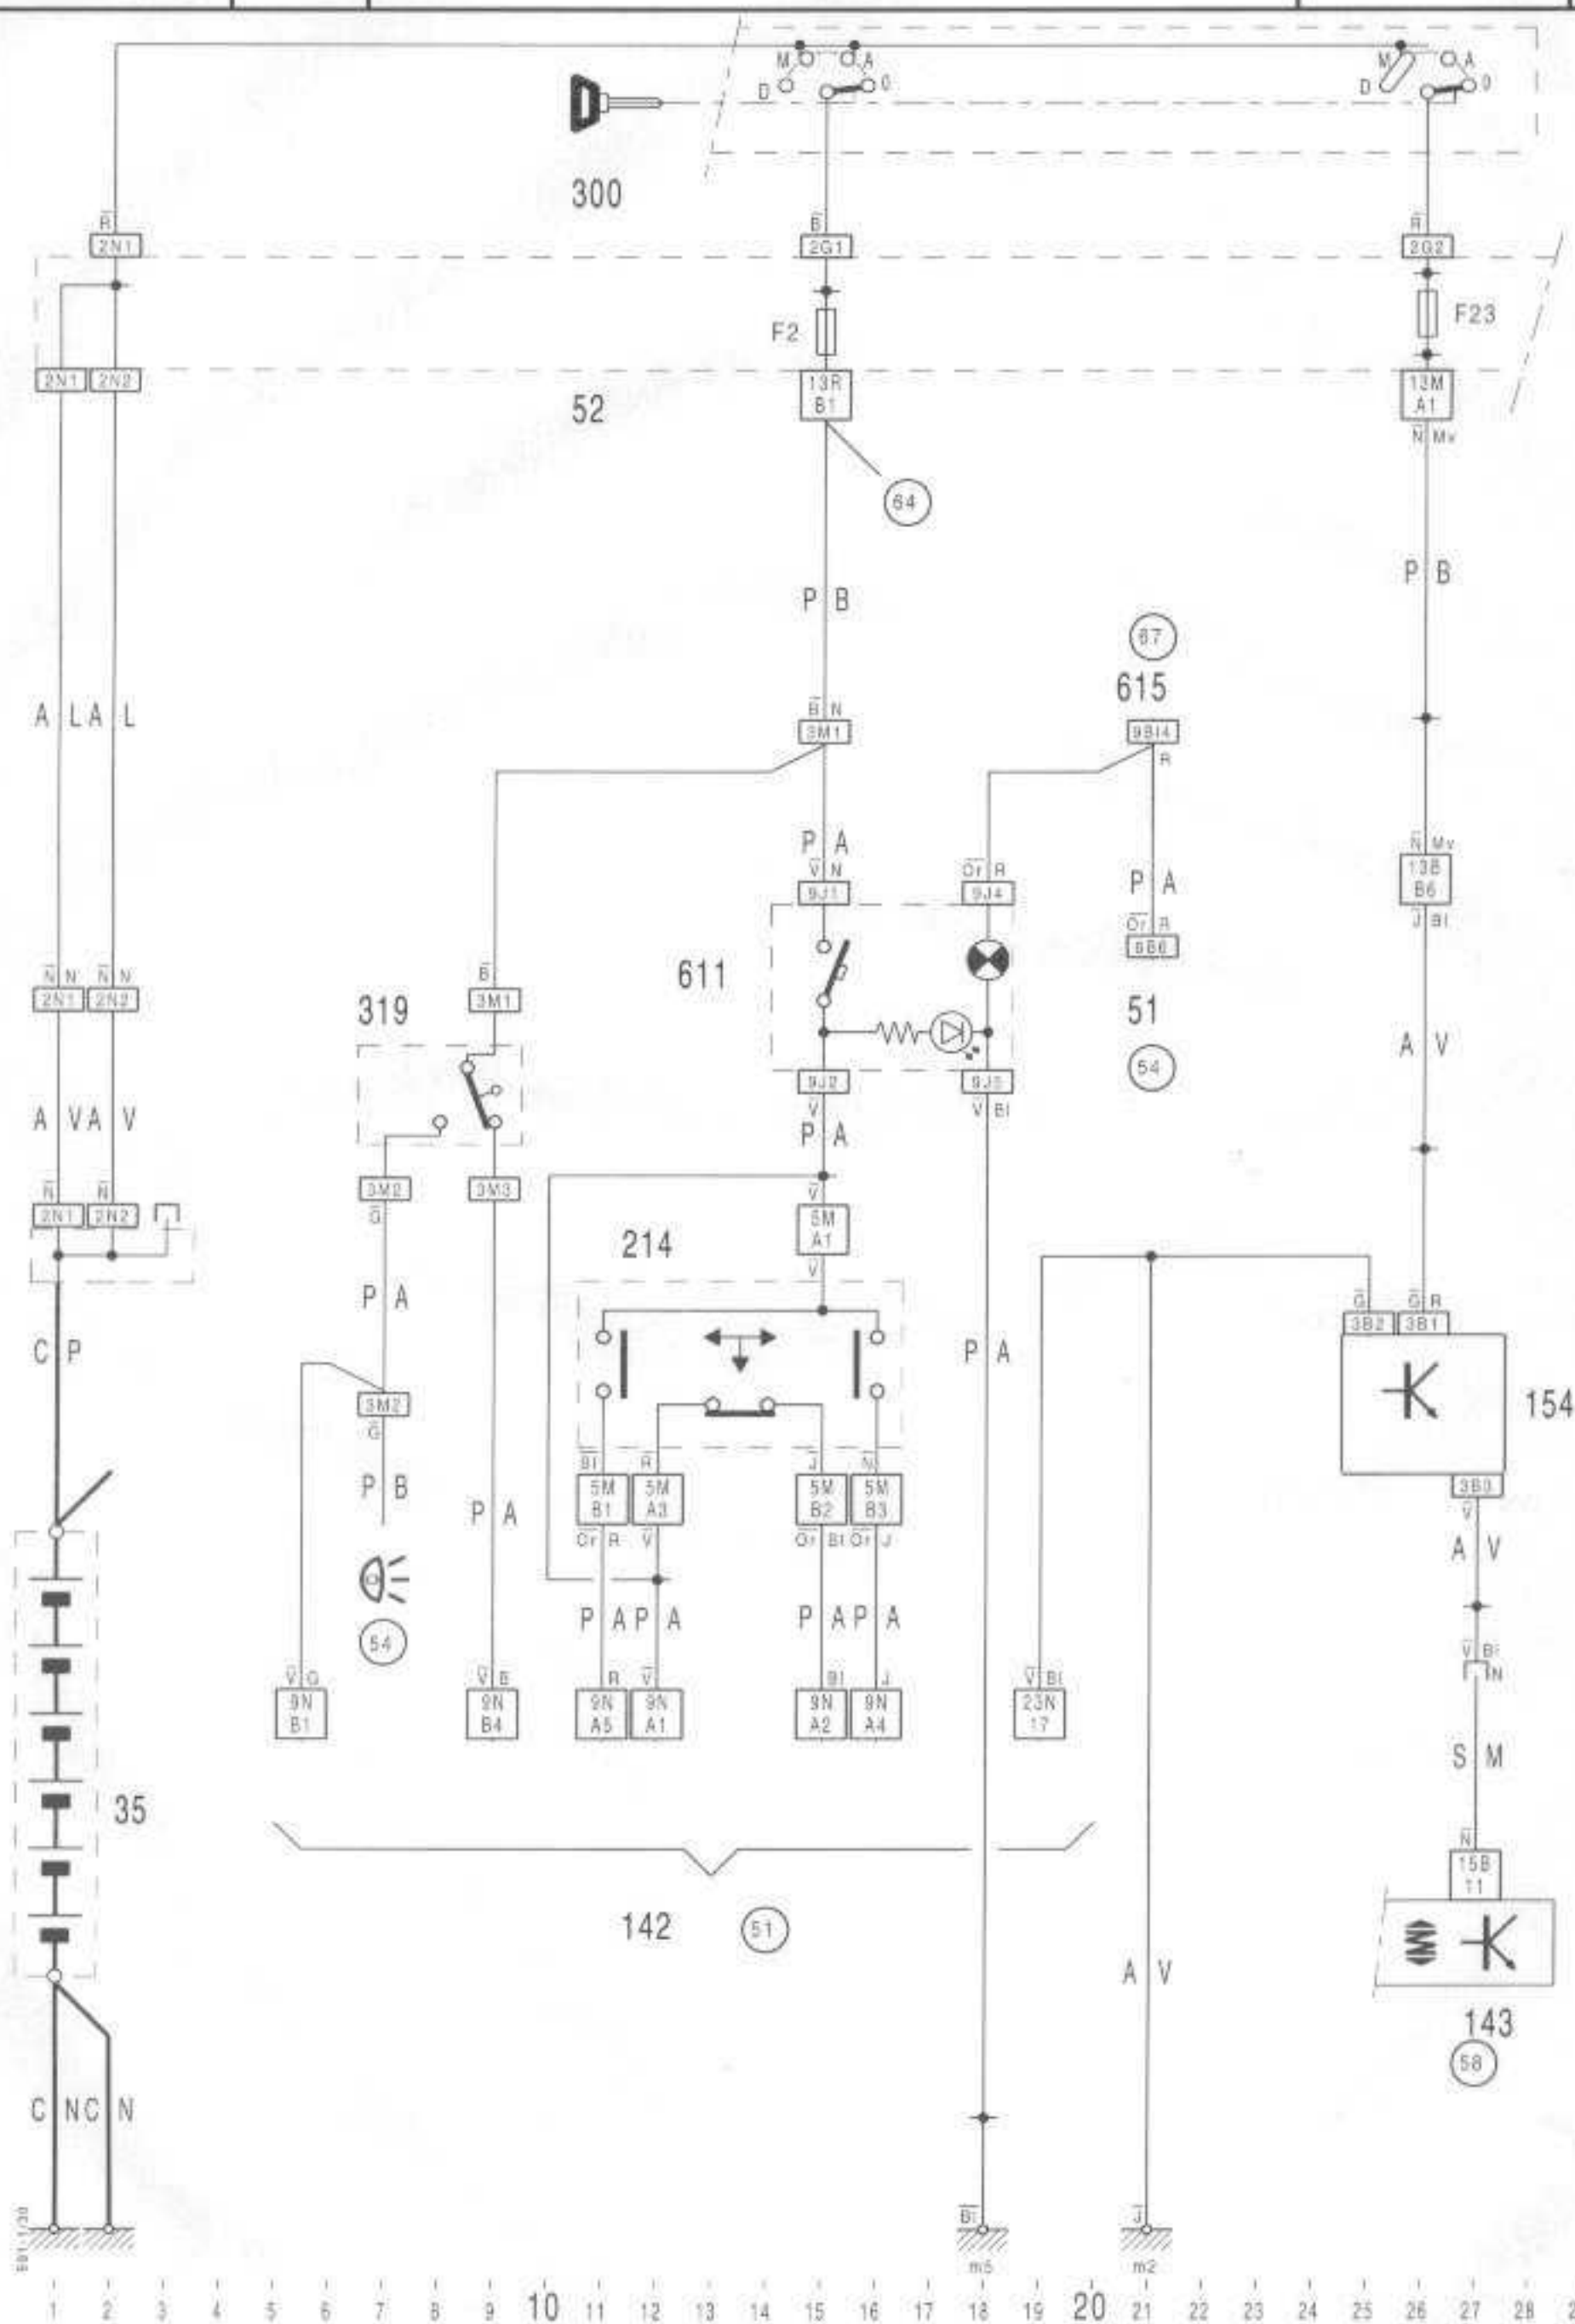 M A M A
D O D O
300
R B R
2N1 2G1 3G2
F2 F23
2N1 2N2 13R 13M
B1 A1
52
N Mv
64
P B P B
67
615
A L A L
B N
3M1 9B14
R
P A
V N Or R N Mv
9J1 9J4 P A 13B
B6
Or R J Bl
9B6
611
N N N N B
2N1 2N2 3M1
319 51
A V
54
9J2 9J5
V V Bl
A V A V P A
N N
2N1 2N2 3M2 3M3 V
G 5M
A1
214 V
P A
G G R
3B2 3B1
C P P A
3M2 154
G
Bl R J N
P B 5M 5M 5M 5M 3B3
B1 A3 B2 B3 V
P A Or R V Or Bl Or J A V
P A P A P A P A
54 V Bl
N
V G V B R V Bl J V Bl
9N 9N 9N 9N 9N 9N 23N
B1 B4 A5 A1 A2 A4 17
S M
35
N
15B
11
142 51
A V
143
58
C N C N
Bl J
m5 m2
1 2 3 4 5 6 7 8 9 10 11 12 13 14 15 16 17 18 19 20 21 22 23 24 25 26 27 28